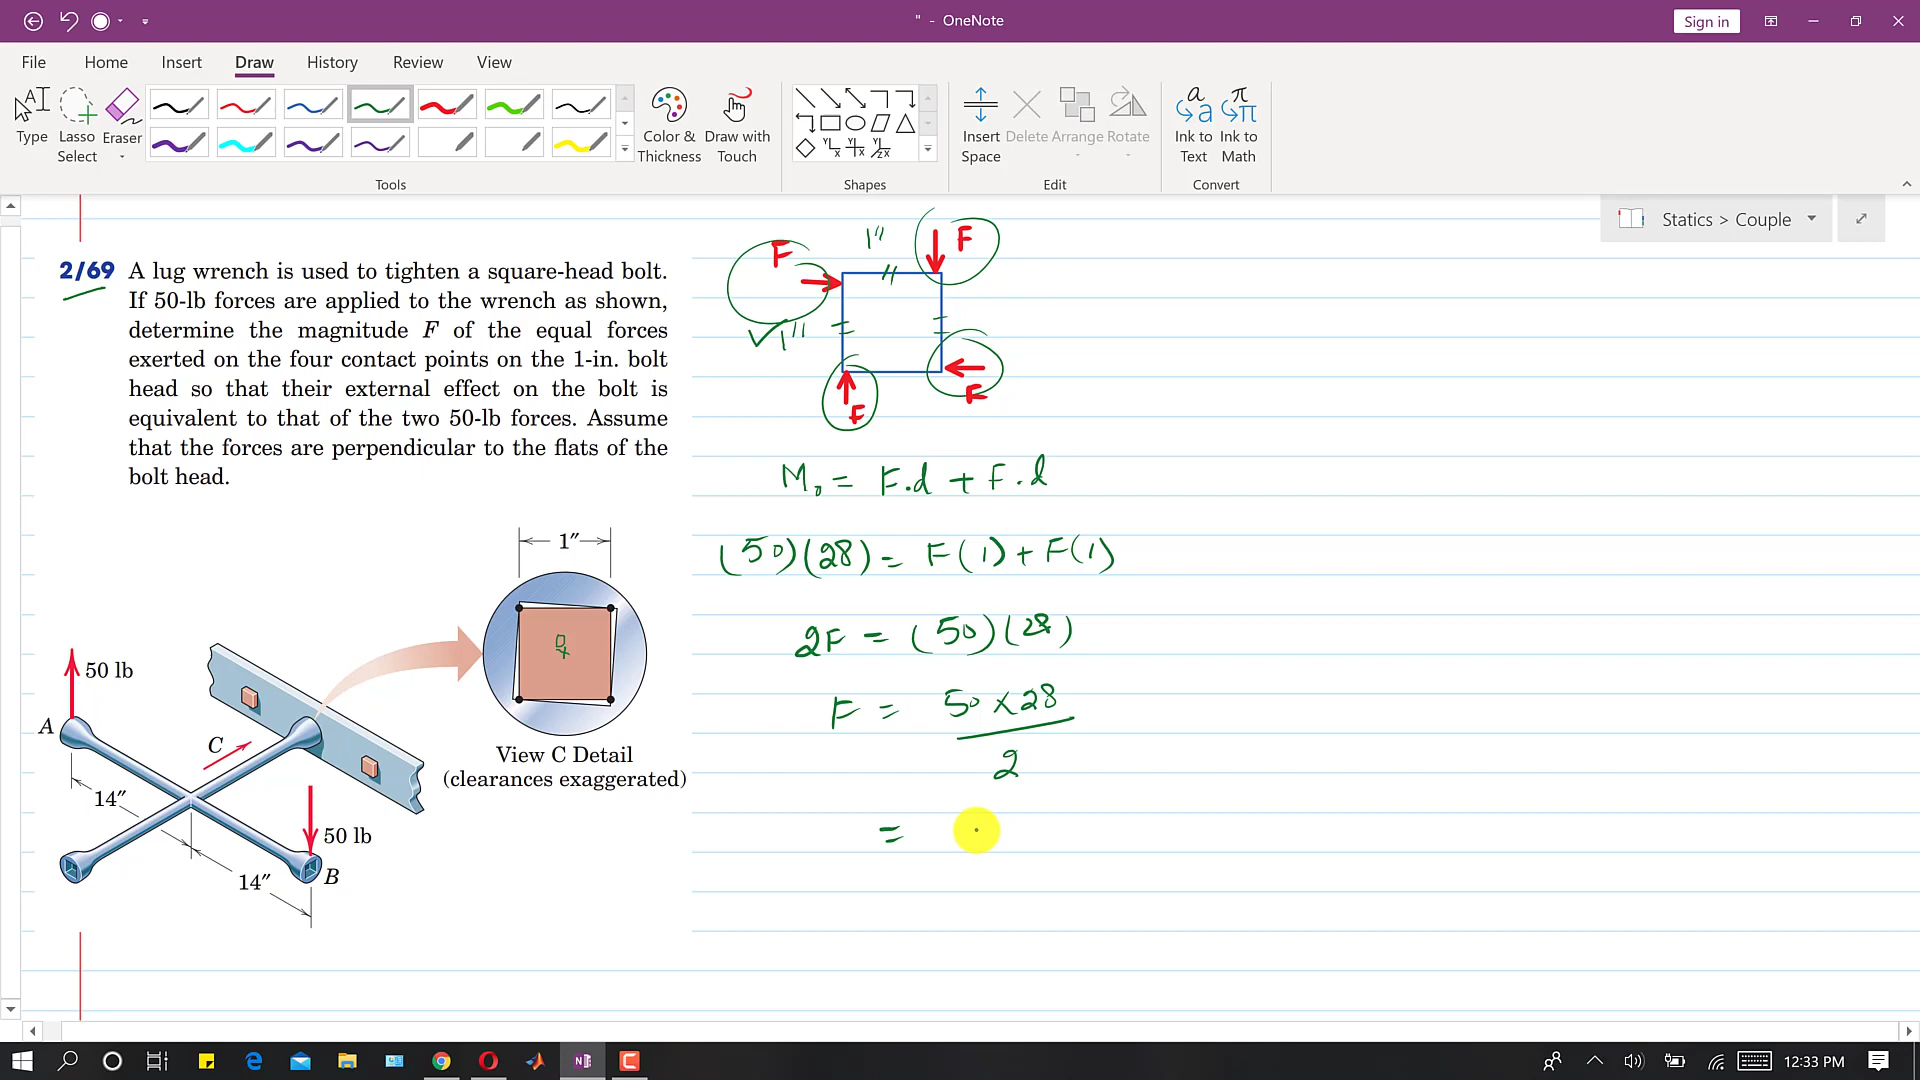 " - OneNote
Sign in
File Home Insert Draw History Review View
Type
Lasso Select
Eraser
Color & Thickness
Draw with Touch
Insert Space
Delete
Arrange
Rotate
Ink to Text
Ink to Math
Tools
Shapes
Edit
Convert
Statics > Couple
2/69 A lug wrench is used to tighten a square-head bolt.
If 50-lb forces are applied to the wrench as shown,
determine the magnitude F of the equal forces
exerted on the four contact points on the 1-in. bolt
head so that their external effect on the bolt is
equivalent to that of the two 50-lb forces. Assume
that the forces are perpendicular to the flats of the
bolt head.
1″
50 lb
A
C
14″
50 lb
14″
B
View C Detail
(clearances exaggerated)
1"
F
F
1"
F
F
M₀ = F.d + F.d
(50)(28) = F(1) + F(1)
2F = (50)(28)
F = 50 × 28
2
=
12:33 PM